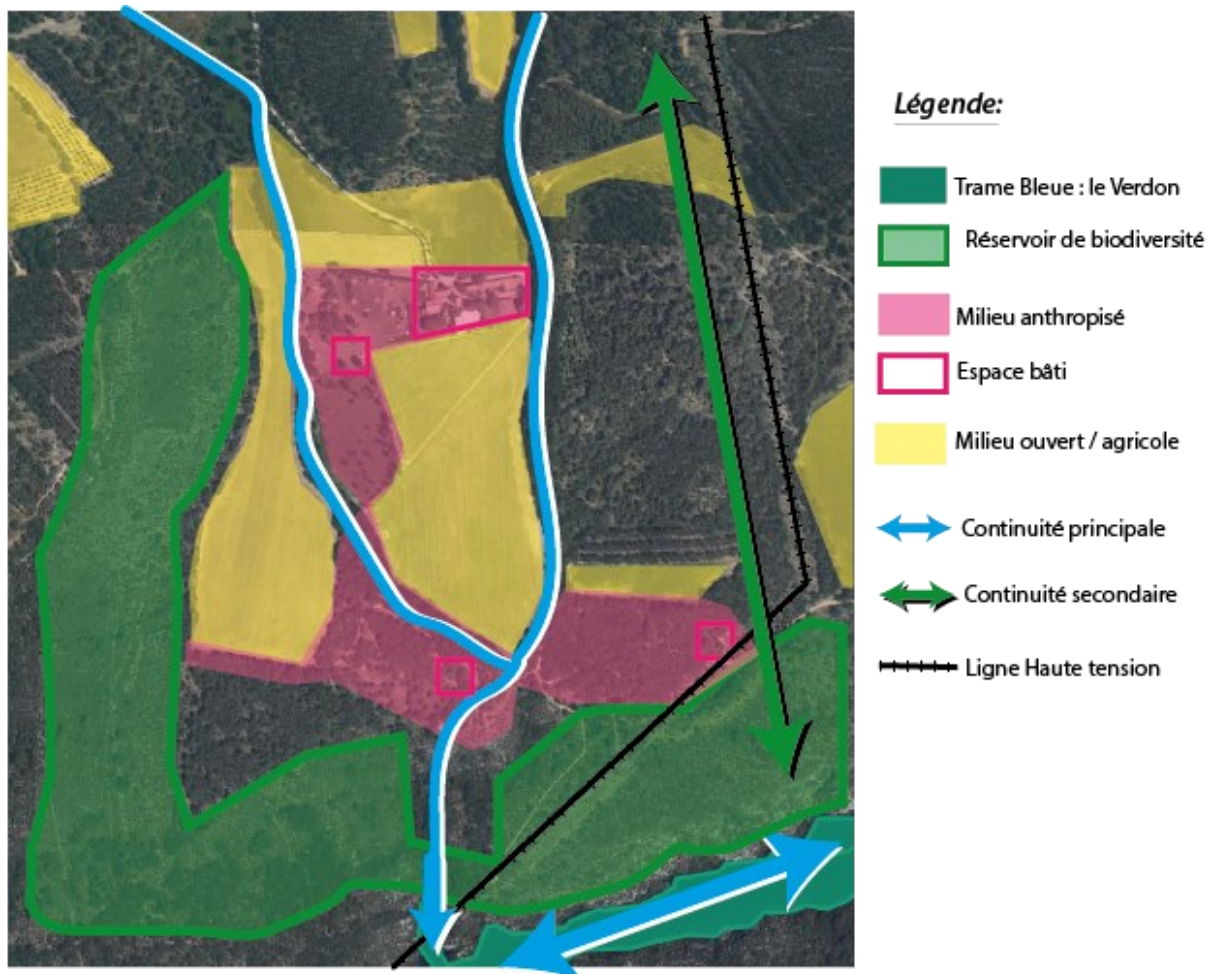 Légende:
Trame Bleue : le Verdon
Réservoir de biodiversité
Milieu anthropisé
Espace bâti
Milieu ouvert / agricole
Continuité principale
Continuité secondaire
Ligne Haute tension